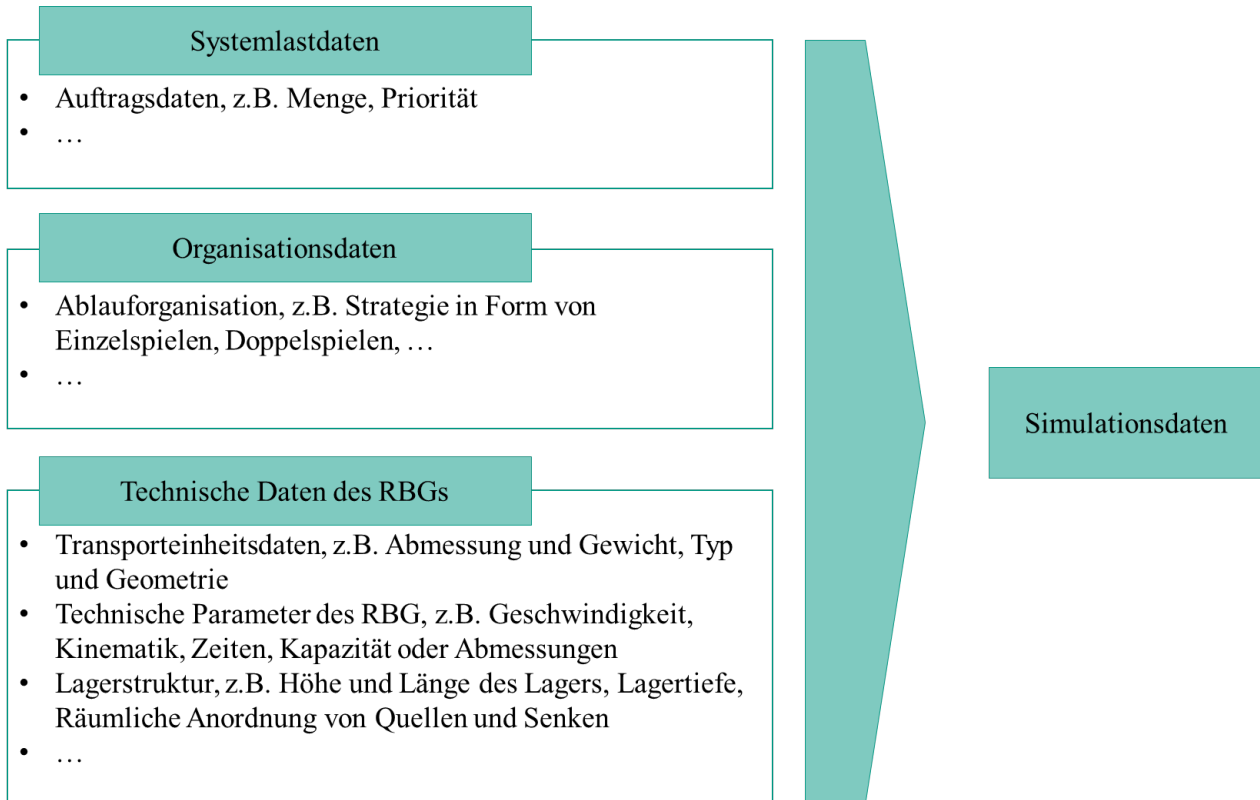 Systemlastdaten
• Auftragsdaten, z.B. Menge, Priorität
• …
Organisationsdaten
• Ablauforganisation, z.B. Strategie in Form von
Einzelspielen, Doppelspielen, …
• …
Technische Daten des RBGs
• Transporteinheitsdaten, z.B. Abmessung und Gewicht, Typ
und Geometrie
• Technische Parameter des RBG, z.B. Geschwindigkeit,
Kinematik, Zeiten, Kapazität oder Abmessungen
• Lagerstruktur, z.B. Höhe und Länge des Lagers, Lagertiefe,
Räumliche Anordnung von Quellen und Senken
• …
Simulationsdaten